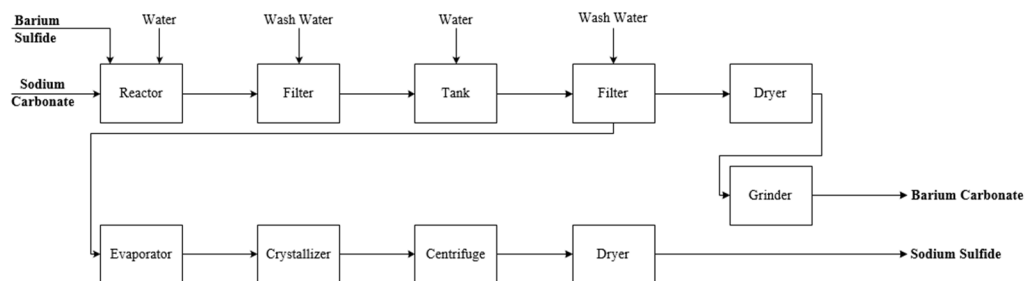 Barium
Sulfide
Water
Wash Water
Water
Wash Water
Sodium
Carbonate
Reactor
Filter
Tank
Filter
Dryer
Grinder
Barium Carbonate
Evaporator
Crystallizer
Centrifuge
Dryer
Sodium Sulfide